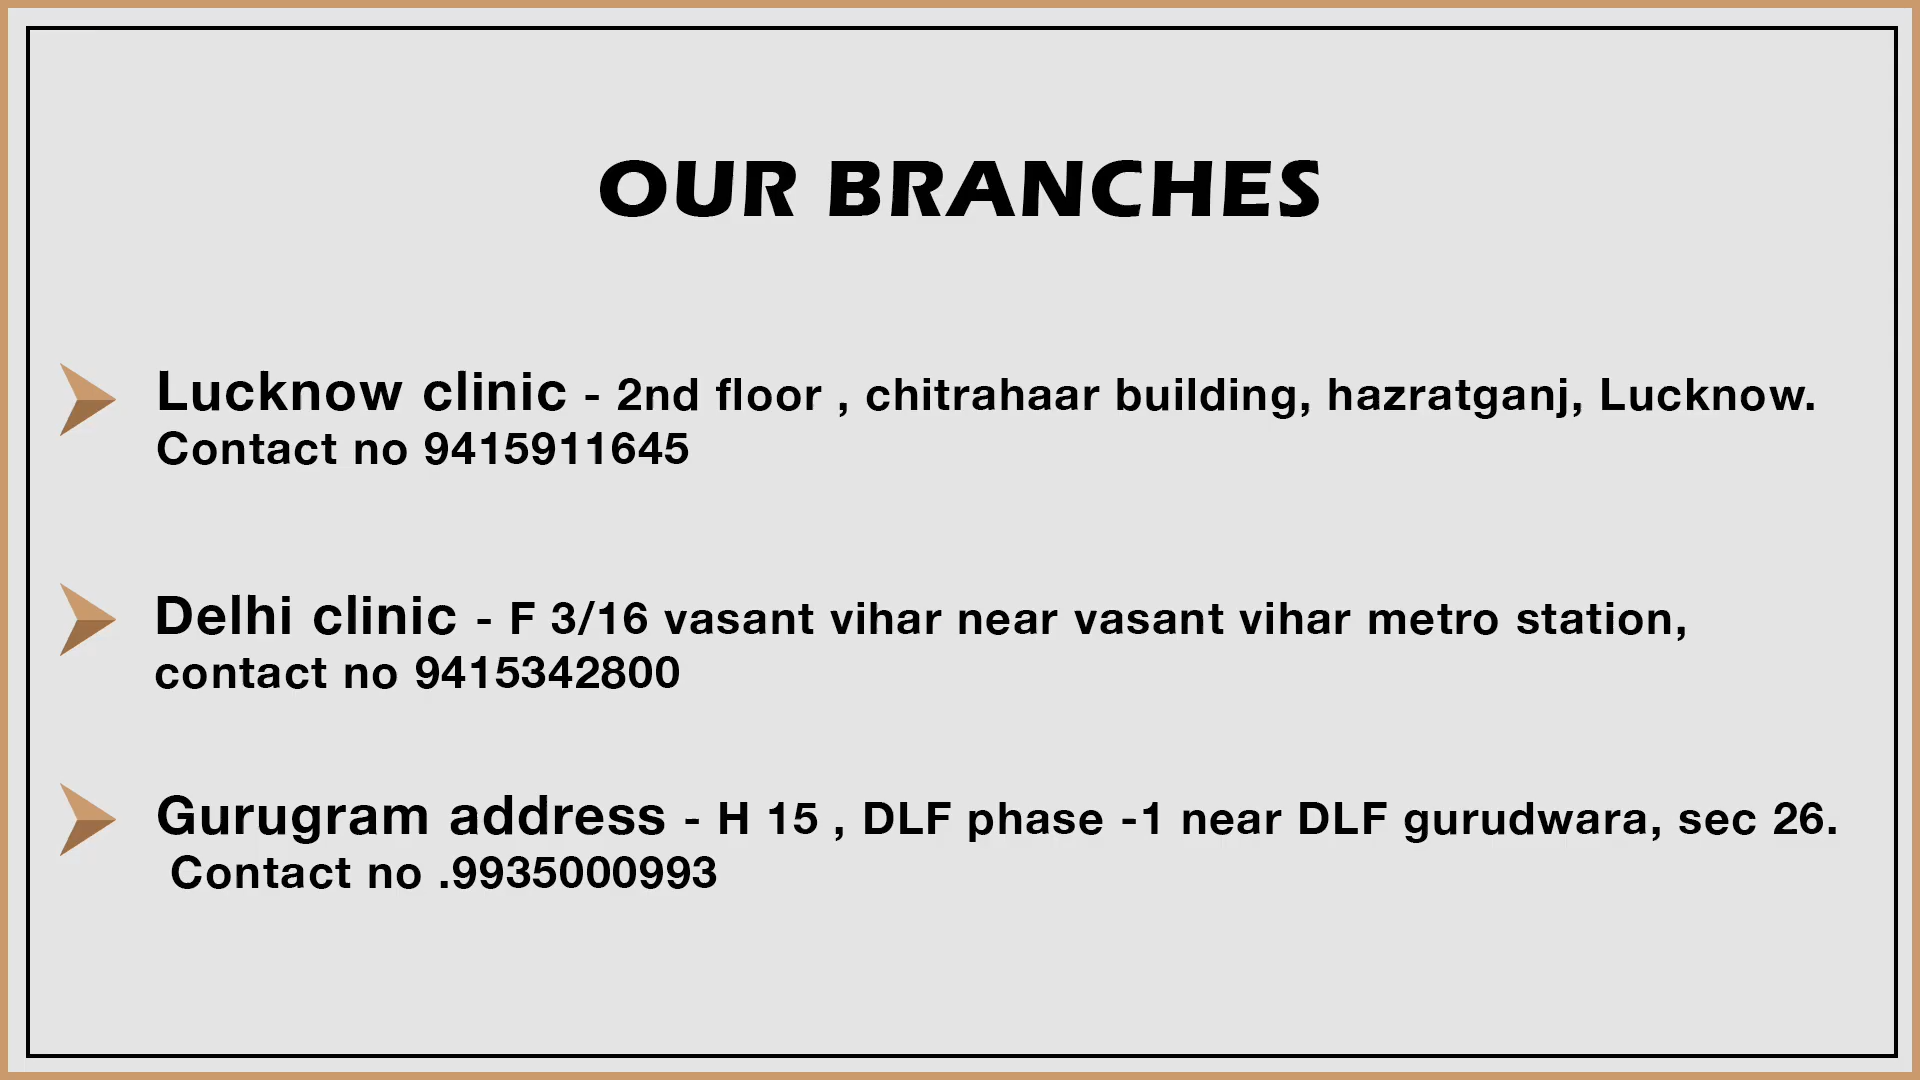 OUR BRANCHES
Lucknow clinic - 2nd floor , chitrahaar building, hazratganj, Lucknow.
Contact no 9415911645
Delhi clinic - F 3/16 vasant vihar near vasant vihar metro station,
contact no 9415342800
Gurugram address - H 15 , DLF phase -1 near DLF gurudwara, sec 26.
Contact no .9935000993